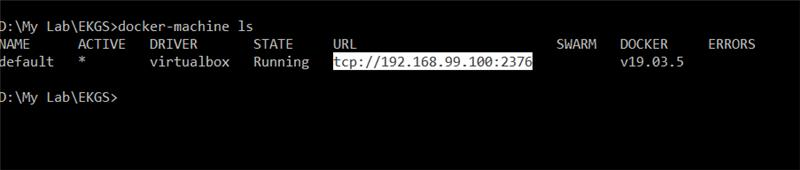 D:\My Lab\EKGS>docker-machine ls
NAME ACTIVE DRIVER STATE URL SWARM DOCKER ERRORS
default * virtualbox Running tcp://192.168.99.100:2376 v19.03.5
D:\My Lab\EKGS>